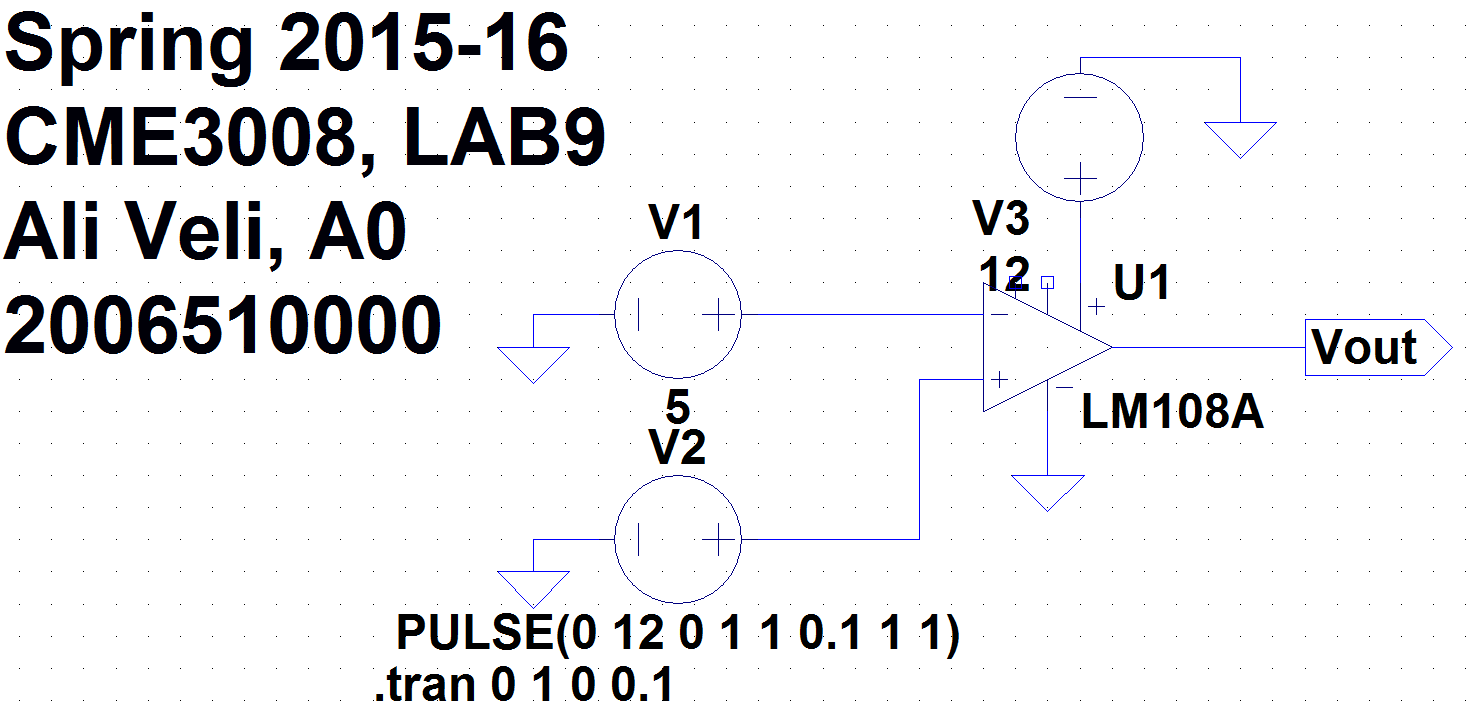 Spring 2015-16
CME3008, LAB9
Ali Veli, A0
2006510000
V1
5
V2
PULSE(0 12 0 1 1 0.1 1 1)
.tran 0 1 0 0.1
V3
12
U1
LM108A
Vout